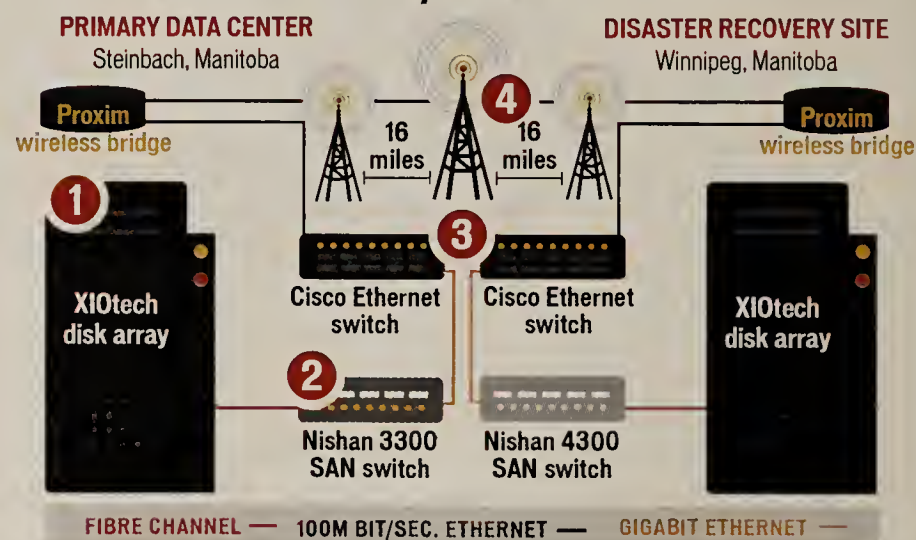 PRIMARY DATA CENTER
Steinbach, Manitoba
DISASTER RECOVERY SITE
Winnipeg, Manitoba
Proxim
wireless bridge
4
16
miles
16
miles
Proxim
wireless bridge
1
XIOtech
disk array
3
Cisco Ethernet
switch
Cisco Ethernet
switch
XIOtech
disk array
2
Nishan 3300
SAN switch
Nishan 4300
SAN switch
FIBRE CHANNEL — 100M BIT/SEC. ETHERNET — GIGABIT ETHERNET —